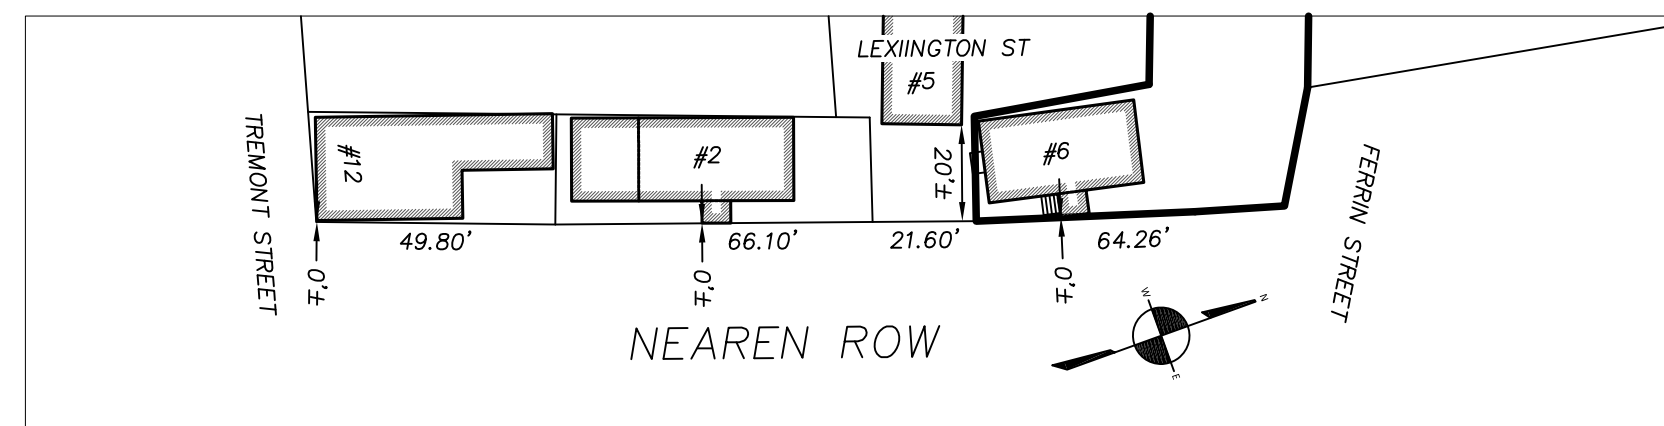 LEXIINGTON ST
#5
TREMONT STREET
#12
#2
20'±
#6
FERRIN STREET
49.80'
66.10'
21.60'
64.26'
0'±
0'±
0'±
NEAREN ROW
W
N
E